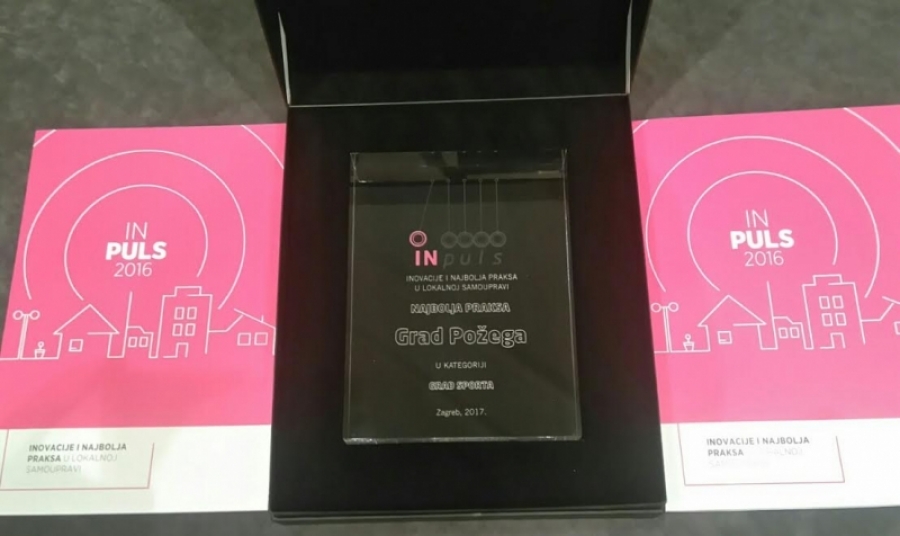 IN
PULS
2016
INOVACIJE I NAJBOLJA
PRAKSA U LOKALNOJ
SAMOUPRAVI
INpuls
INOVACIJE I NAJBOLJA PRAKSA
U LOKALNOJ SAMOUPRAVI
NAJBOLJA PRAKSA
Grad Požega
U KATEGORIJI
GRAD SPORTA
Zagreb, 2017.
IN
PULS
2016
INOVACIJE I NAJBOLJA
PRAKSA LOKALNOJ